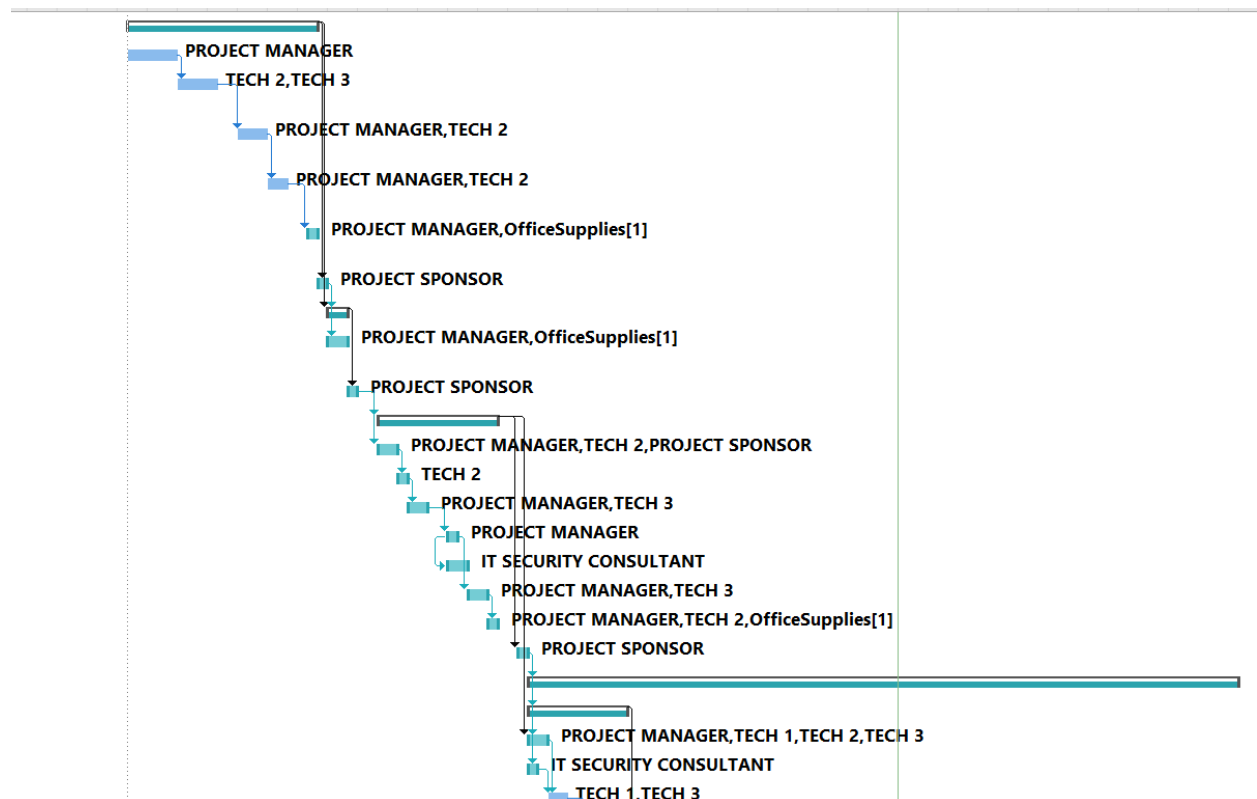 PROJECT MANAGER
TECH 2,TECH 3
PROJECT MANAGER,TECH 2
PROJECT MANAGER,TECH 2
PROJECT MANAGER,OfficeSupplies[1]
PROJECT SPONSOR
PROJECT MANAGER,OfficeSupplies[1]
PROJECT SPONSOR
PROJECT MANAGER,TECH 2,PROJECT SPONSOR
TECH 2
PROJECT MANAGER,TECH 3
PROJECT MANAGER
IT SECURITY CONSULTANT
PROJECT MANAGER,TECH 3
PROJECT MANAGER,TECH 2,OfficeSupplies[1]
PROJECT SPONSOR
PROJECT MANAGER,TECH 1,TECH 2,TECH 3
IT SECURITY CONSULTANT
TECH 1,TECH 3